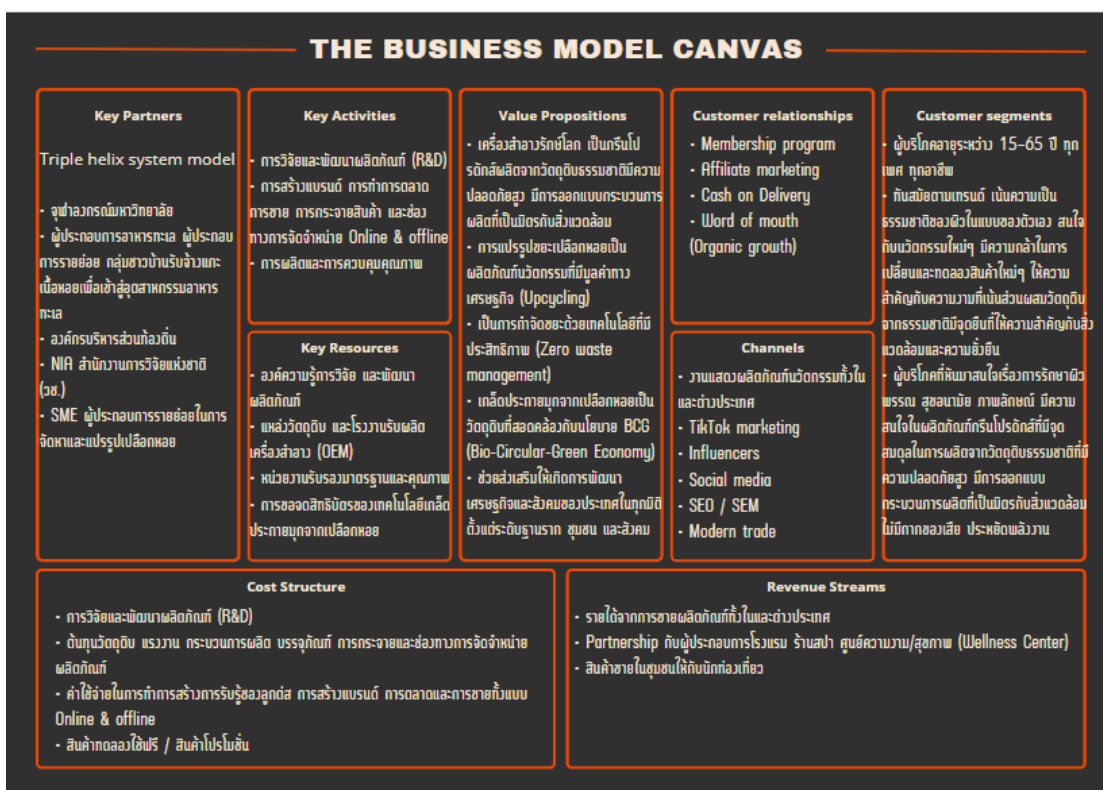 THE BUSINESS MODEL CANVAS
Key Partners
Triple helix system model
- จุฬาลงกรณ์มหาวิทยาลัย
- ผู้ประกอบการอาหารทะเล ผู้ประกอบ
การรายย่อย กลุ่มชาวบ้านรับจ้างแกะ
เนื้อหอยเพื่อเข้าสู่อุตสาหกรรมอาหาร
ทะเล
- องค์กรบริหารส่วนท้องถิ่น
- NIA สำนักงานการวิจัยแห่งชาติ
(วช.)
- SME ผู้ประกอบการรายย่อยในการ
จัดหาและแปรรูปเปลือกหอย
Key Activities
- การวิจัยและพัฒนาผลิตภัณฑ์ (R&D)
- การสร้างแบรนด์ การทำการตลาด
การขาย การกระจายสินค้า และช่อง
ทางการจัดจำหน่าย Online & offline
- การผลิตและการควบคุมคุณภาพ
Key Resources
- องค์ความรู้การวิจัย และพัฒนา
ผลิตภัณฑ์
- แหล่งวัตถุดิบ และโรงงานรับผลิต
เครื่องสำอาง (OEM)
- หน่วยงานรับรองมาตรฐานและคุณภาพ
- การขอจดสิทธิบัตรของเทคโนโลยีเกล็ด
ประกายมุกจากเปลือกหอย
Value Propositions
- เครื่องสำอางรักษ์โลก เป็นกรีนโป
รดักส์ผลิตจากวัตถุดิบธรรมชาติมีความ
ปลอดภัยสูง มีการออกแบบกระบวนการ
ผลิตที่เป็นมิตรกับสิ่งแวดล้อม
- การแปรรูปขยะเปลือกหอยเป็น
ผลิตภัณฑ์นวัตกรรมที่มีมูลค่าทาง
เศรษฐกิจ (Upcycling)
- เป็นการกำจัดขยะด้วยเทคโนโลยีที่มี
ประสิทธิภาพ (Zero waste
management)
- เกล็ดประกายมุกจากเปลือกหอยเป็น
วัตถุดิบที่สอดคล้องกับนโยบาย BCG
(Bio-Circular-Green Economy)
- ช่วยส่งเสริมให้เกิดการพัฒนา
เศรษฐกิจและสังคมของประเทศในทุกมิติ
ตั้งแต่ระดับฐานราก ชุมชน และสังคม
Customer relationships
- Membership program
- Affiliate marketing
- Cash on Delivery
- Word of mouth
(Organic growth)
Channels
- งานแสดงผลิตภัณฑ์นวัตกรรมทั้งใน
และต่างประเทศ
- TikTok marketing
- Influencers
- Social media
- SEO / SEM
- Modern trade
Customer segments
- ผู้บริโภคอายุระหว่าง 15-65 ปี ทุก
เพศ ทุกอาชีพ
- ทันสมัยตามเทรนด์ เน้นความเป็น
ธรรมชาติของผิวในแบบของตัวเอง สนใจ
กับนวัตกรรมใหม่ๆ มีความกล้าในการ
เปลี่ยนและทดลองสินค้าใหม่ๆ ให้ความ
สำคัญกับความงามที่เน้นส่วนผสมวัตถุดิบ
จากธรรมชาติมีจุดยืนที่ให้ความสำคัญกับสิ่ง
แวดล้อมและความยั่งยืน
- ผู้บริโภคที่หันมาสนใจเรื่องการรักษาผิว
พรรณ สุขอนามัย ภาพลักษณ์ มีความ
สนใจในผลิตภัณฑ์กรีนโปรดักส์ที่มีจุด
สมดุลในการผลิตจากวัตถุดิบธรรมชาติที่มี
ความปลอดภัยสูง มีการออกแบบ
กระบวนการผลิตที่เป็นมิตรกับสิ่งแวดล้อม
ไม่มีกากของเสีย ประหยัดพลังงาน
Cost Structure
- การวิจัยและพัฒนาผลิตภัณฑ์ (R&D)
- ต้นทุนวัตถุดิบ แรงงาน กระบวนการผลิต บรรจุภัณฑ์ การกระจายและช่องทางการจัดจำหน่าย
ผลิตภัณฑ์
- ค่าใช้จ่ายในการทำการสร้างการรับรู้ของลูกค้า การสร้างแบรนด์ การตลาดและการขายทั้งแบบ
Online & offline
- สินค้าทดลองใช้ฟรี / สินค้าโปรโมชั่น
Revenue Streams
- รายได้จากการขายผลิตภัณฑ์ทั้งในและต่างประเทศ
- Partnership กับผู้ประกอบการโรงแรม ร้านสปา ศูนย์ความงาม/สุขภาพ (Wellness Center)
- สินค้าขายในชุมชนให้กับนักท่องเที่ยว